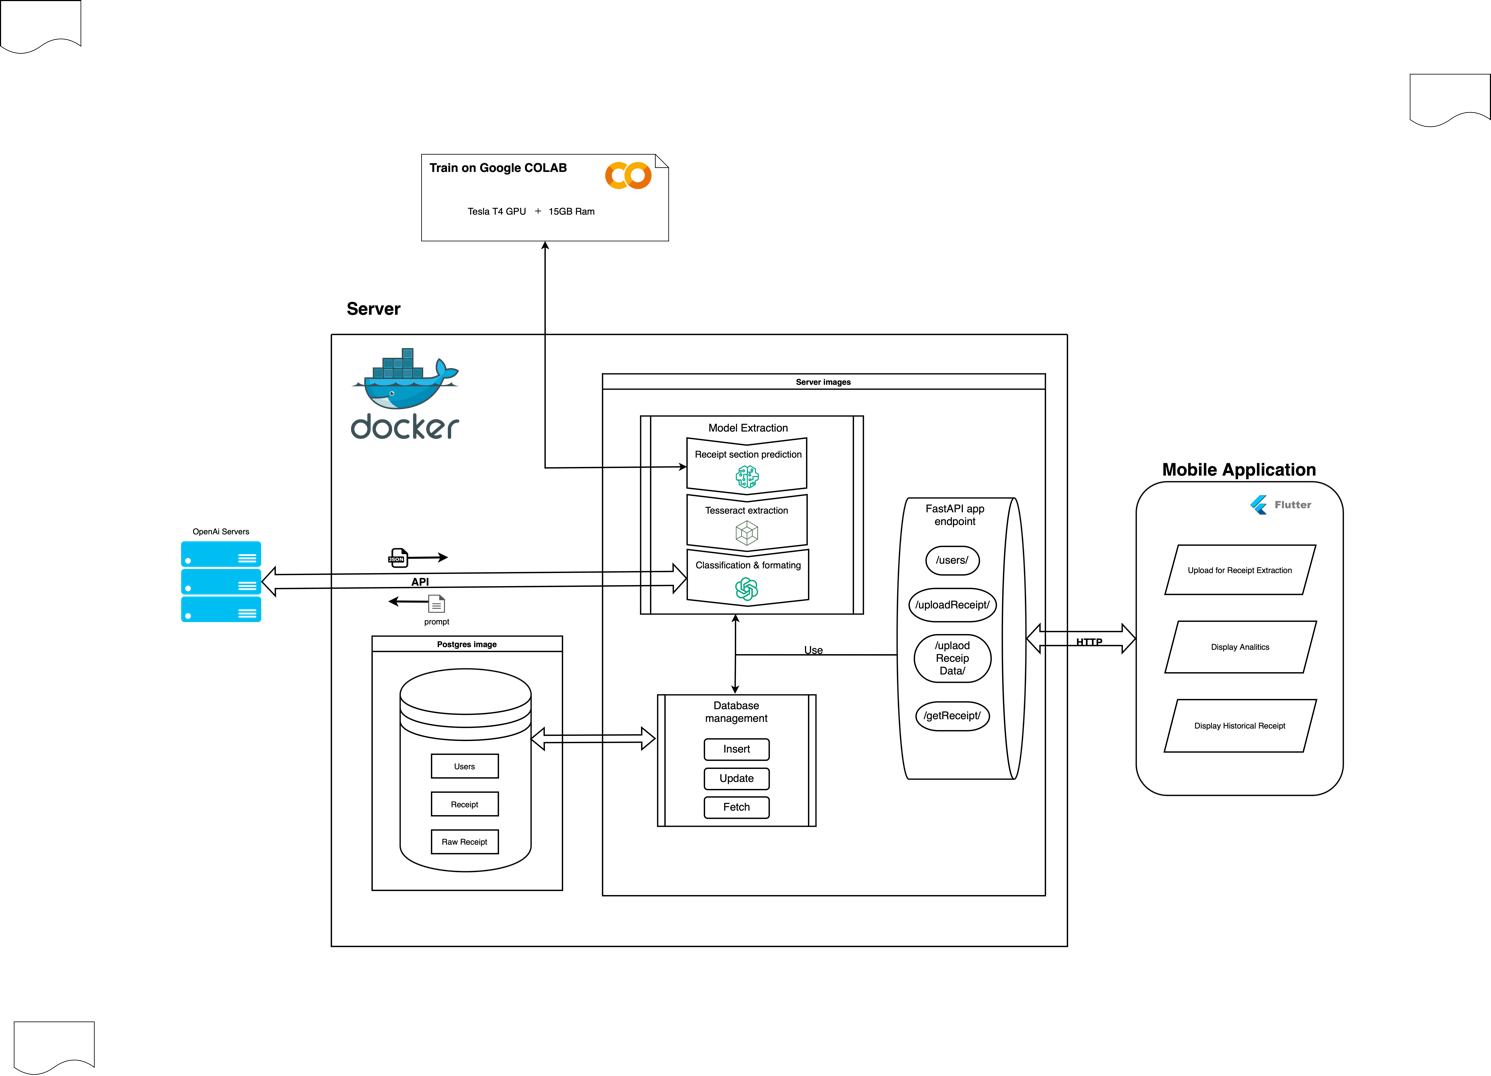 Train on Google COLAB
Tesla T4 GPU + 15GB Ram
Server
docker
Server images
Model Extraction
Receipt section prediction
Tesseract extraction
Classification & formating
OpenAi Servers
JSON
API
prompt
Postgres image
Users
Receipt
Raw Receipt
Use
Database
management
Insert
Update
Fetch
FastAPI app
endpoint
/users/
/uploadReceipt/
/uplaod
Receip
Data/
/getReceipt/
HTTP
Mobile Application
Flutter
Upload for Receipt Extraction
Display Analitics
Display Historical Receipt